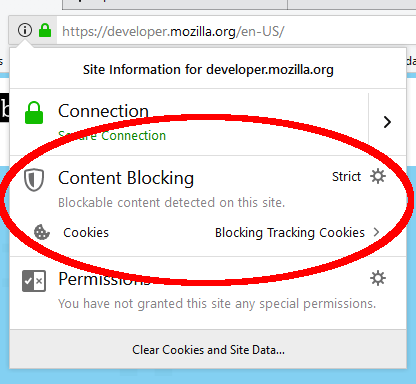 https://developer.mozilla.org/en-US/
Site Information for developer.mozilla.org
Connection
Secure Connection
Content Blocking
Strict
Blockable content detected on this site.
Cookies
Blocking Tracking Cookies
Permissions
You have not granted this site any special permissions.
Clear Cookies and Site Data...